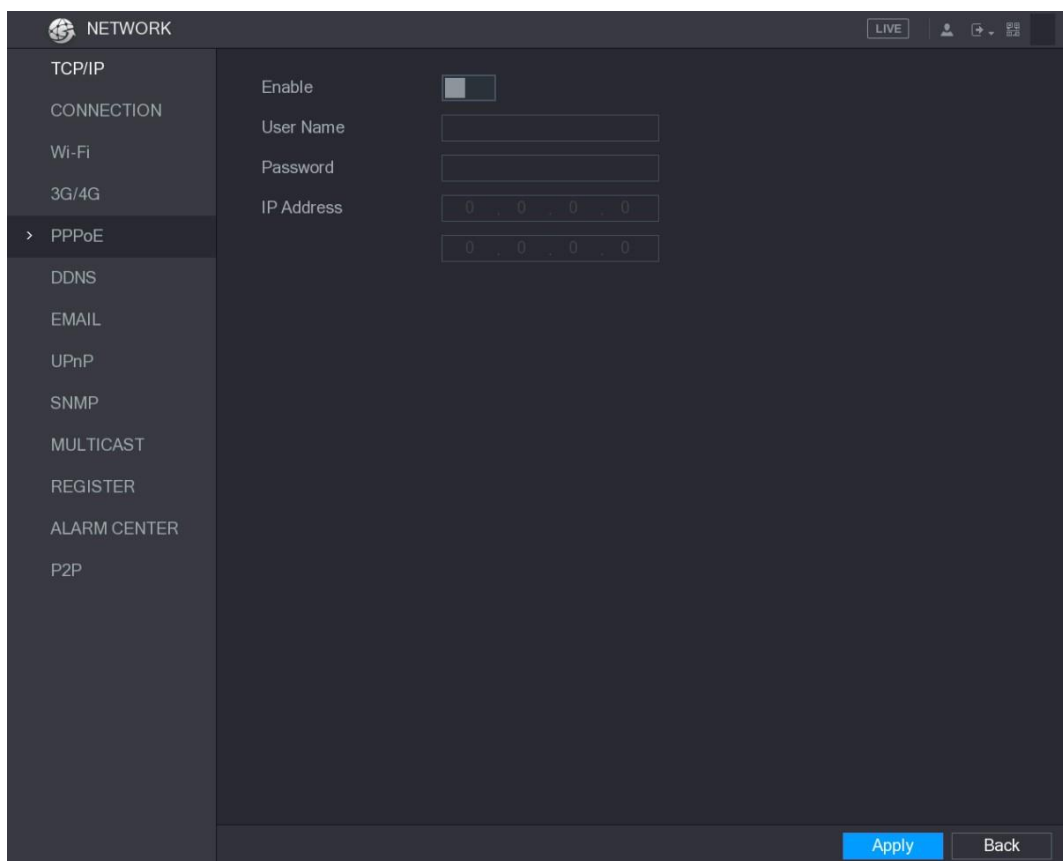 NETWORK
LIVE
TCP/IP
CONNECTION
Wi-Fi
3G/4G
> PPPoE
DDNS
EMAIL
UPnP
SNMP
MULTICAST
REGISTER
ALARM CENTER
P2P
Enable
User Name
Password
IP Address
0 . 0 . 0 . 0
0 . 0 . 0 . 0
Apply
Back